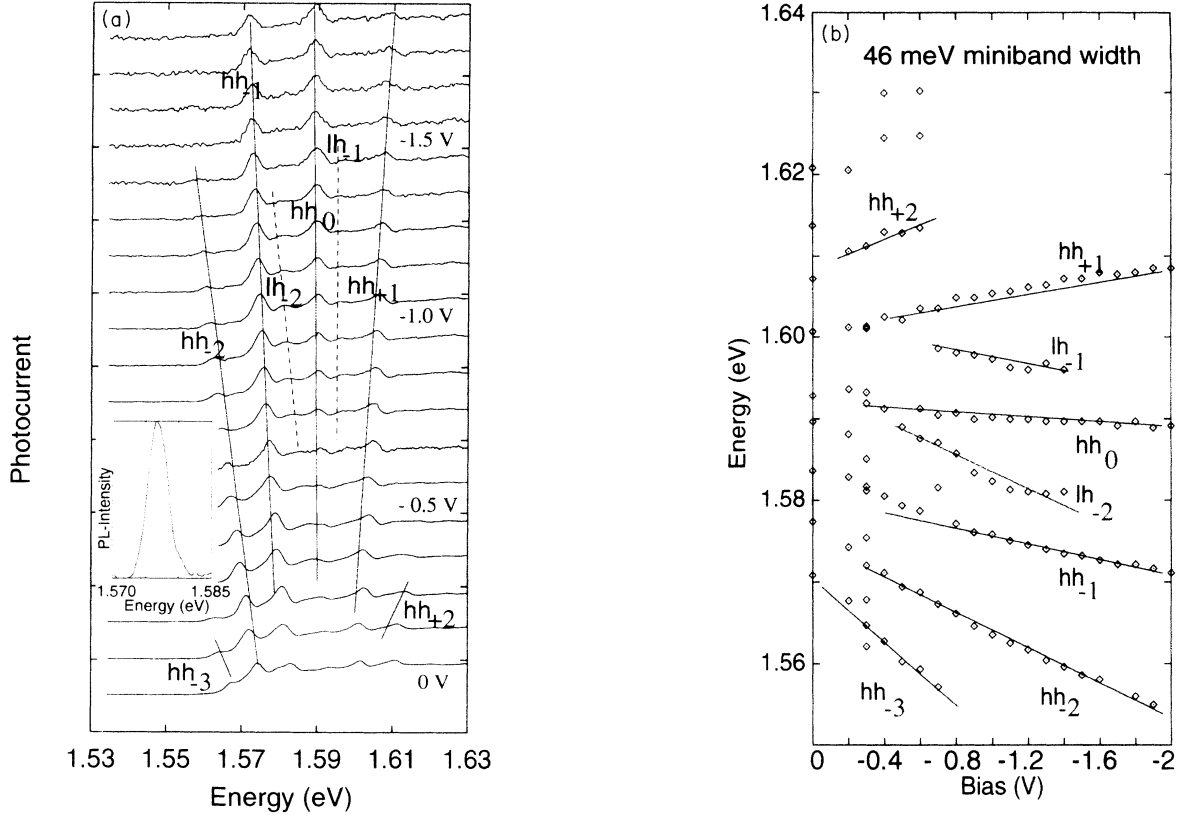 (a)
hh-1
-1.5 V
lh-1
hh0
lh-2
hh+1
-1.0 V
hh-2
Photocurrent
PL-Intensity
1.570
1.585
Energy (eV)
- 0.5 V
hh+2
hh-3
0 V
1.53
1.55
1.57
1.59
1.61
1.63
Energy (eV)
(b)
46 meV miniband width
1.64
1.62
1.60
1.58
1.56
Energy (eV)
hh+2
hh+1
lh-1
hh0
lh-2
hh-1
hh-2
hh-3
0
-0.4
- 0.8
-1.2
-1.6
-2
Bias (V)